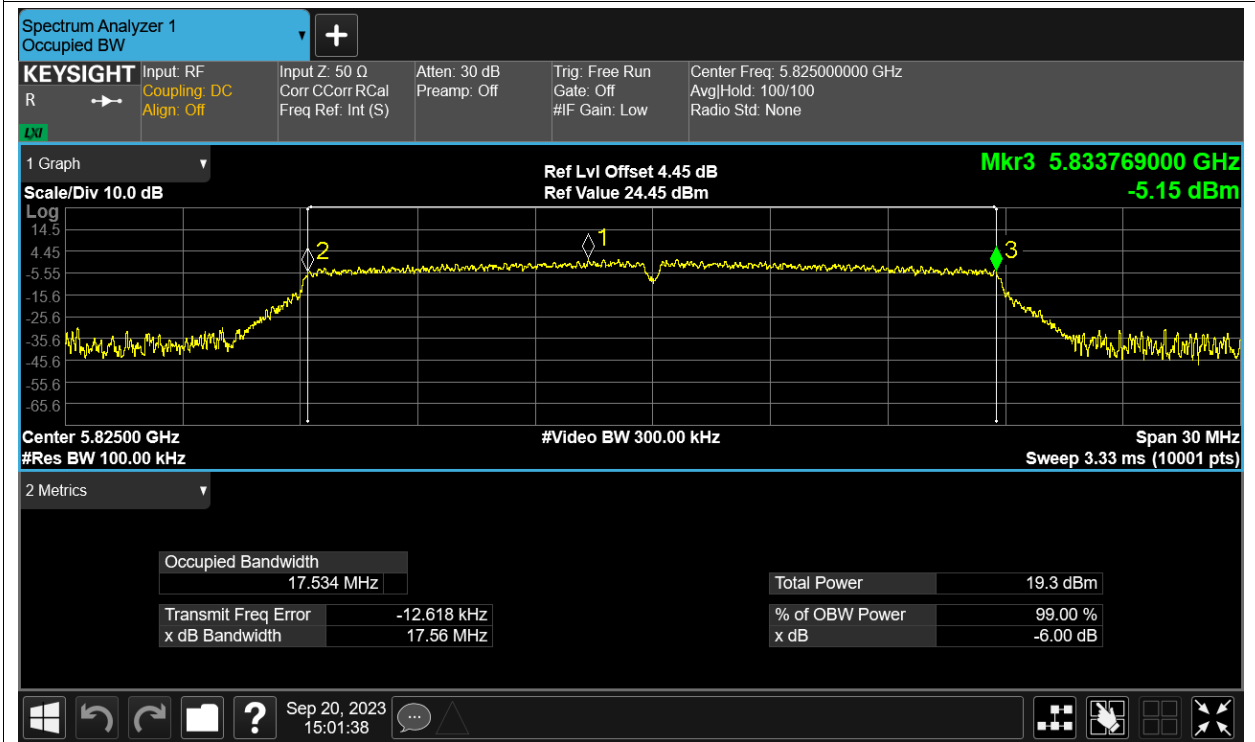 Spectrum Analyzer 1
Occupied BW
KEYSIGHT
R
LXI
Input: RF
Coupling: DC
Align: Off
Input Z: 50 Ω
Corr CCorr RCal
Freq Ref: Int (S)
Atten: 30 dB
Preamp: Off
Trig: Free Run
Gate: Off
#IF Gain: Low
Center Freq: 5.825000000 GHz
Avg|Hold: 100/100
Radio Std: None
1 Graph
Scale/Div 10.0 dB
Ref Lvl Offset 4.45 dB
Ref Value 24.45 dBm
Mkr3 5.833769000 GHz
-5.15 dBm
Log
14.5
4.45
-5.55
-15.6
-25.6
-35.6
-45.6
-55.6
-65.6
2
1
3
Center 5.82500 GHz
#Res BW 100.00 kHz
#Video BW 300.00 kHz
Span 30 MHz
Sweep 3.33 ms (10001 pts)
2 Metrics
Occupied Bandwidth
17.534 MHz
Transmit Freq Error -12.618 kHz
x dB Bandwidth 17.56 MHz
Total Power 19.3 dBm
% of OBW Power 99.00 %
x dB -6.00 dB
?
Sep 20, 2023
15:01:38